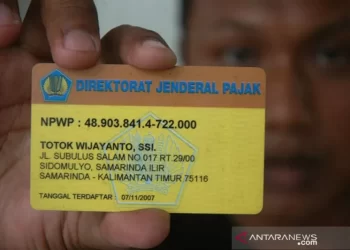 DIREKTORAT JENDERAL PAJAK
NPWP : 48.903.841.4-722.000
TOTOK WIJAYANTO, SSI.
JL. SUBULUS SALAM NO.017 RT 29/00
SIDOMULYO, SAMARINDA ILIR
SAMARINDA - KALIMANTAN TIMUR 75116
TANGGAL TERDAFTAR 07/11/2007
ANTARANEWS.com